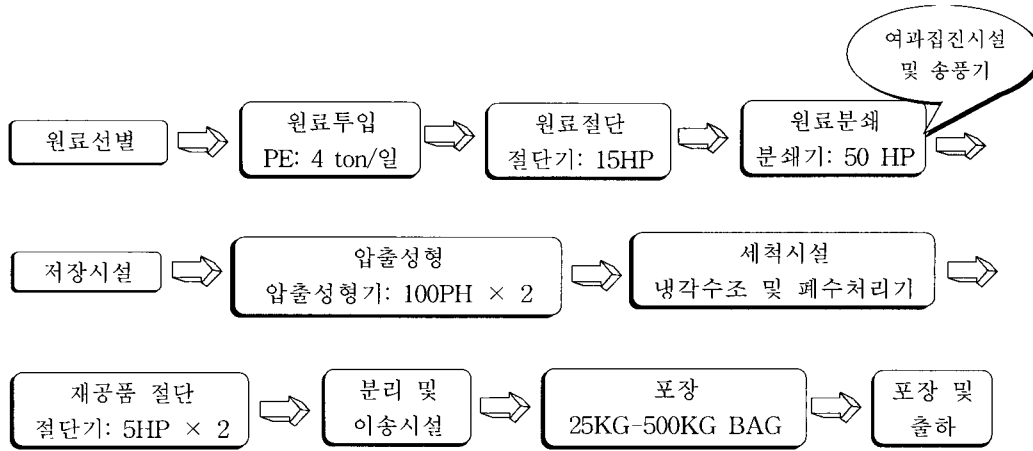 여과집진시설
및 송풍기
원료선별
원료투입
PE: 4 ton/일
원료절단
절단기: 15HP
원료분쇄
분쇄기: 50 HP
저장시설
압출성형
압출성형기: 100PH × 2
세척시설
냉각수조 및 폐수처리기
재공품 절단
절단기: 5HP × 2
분리 및
이송시설
포장
25KG-500KG BAG
포장 및
출하